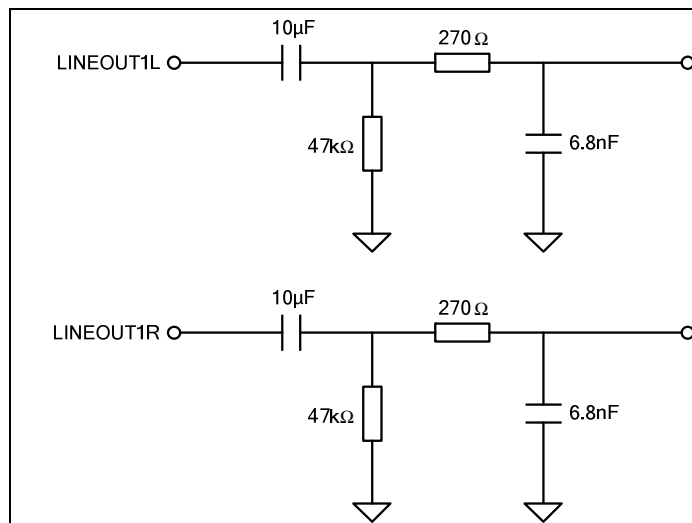 10µF
270Ω
LINEOUT1L
47kΩ
6.8nF
10µF
270Ω
LINEOUT1R
47kΩ
6.8nF